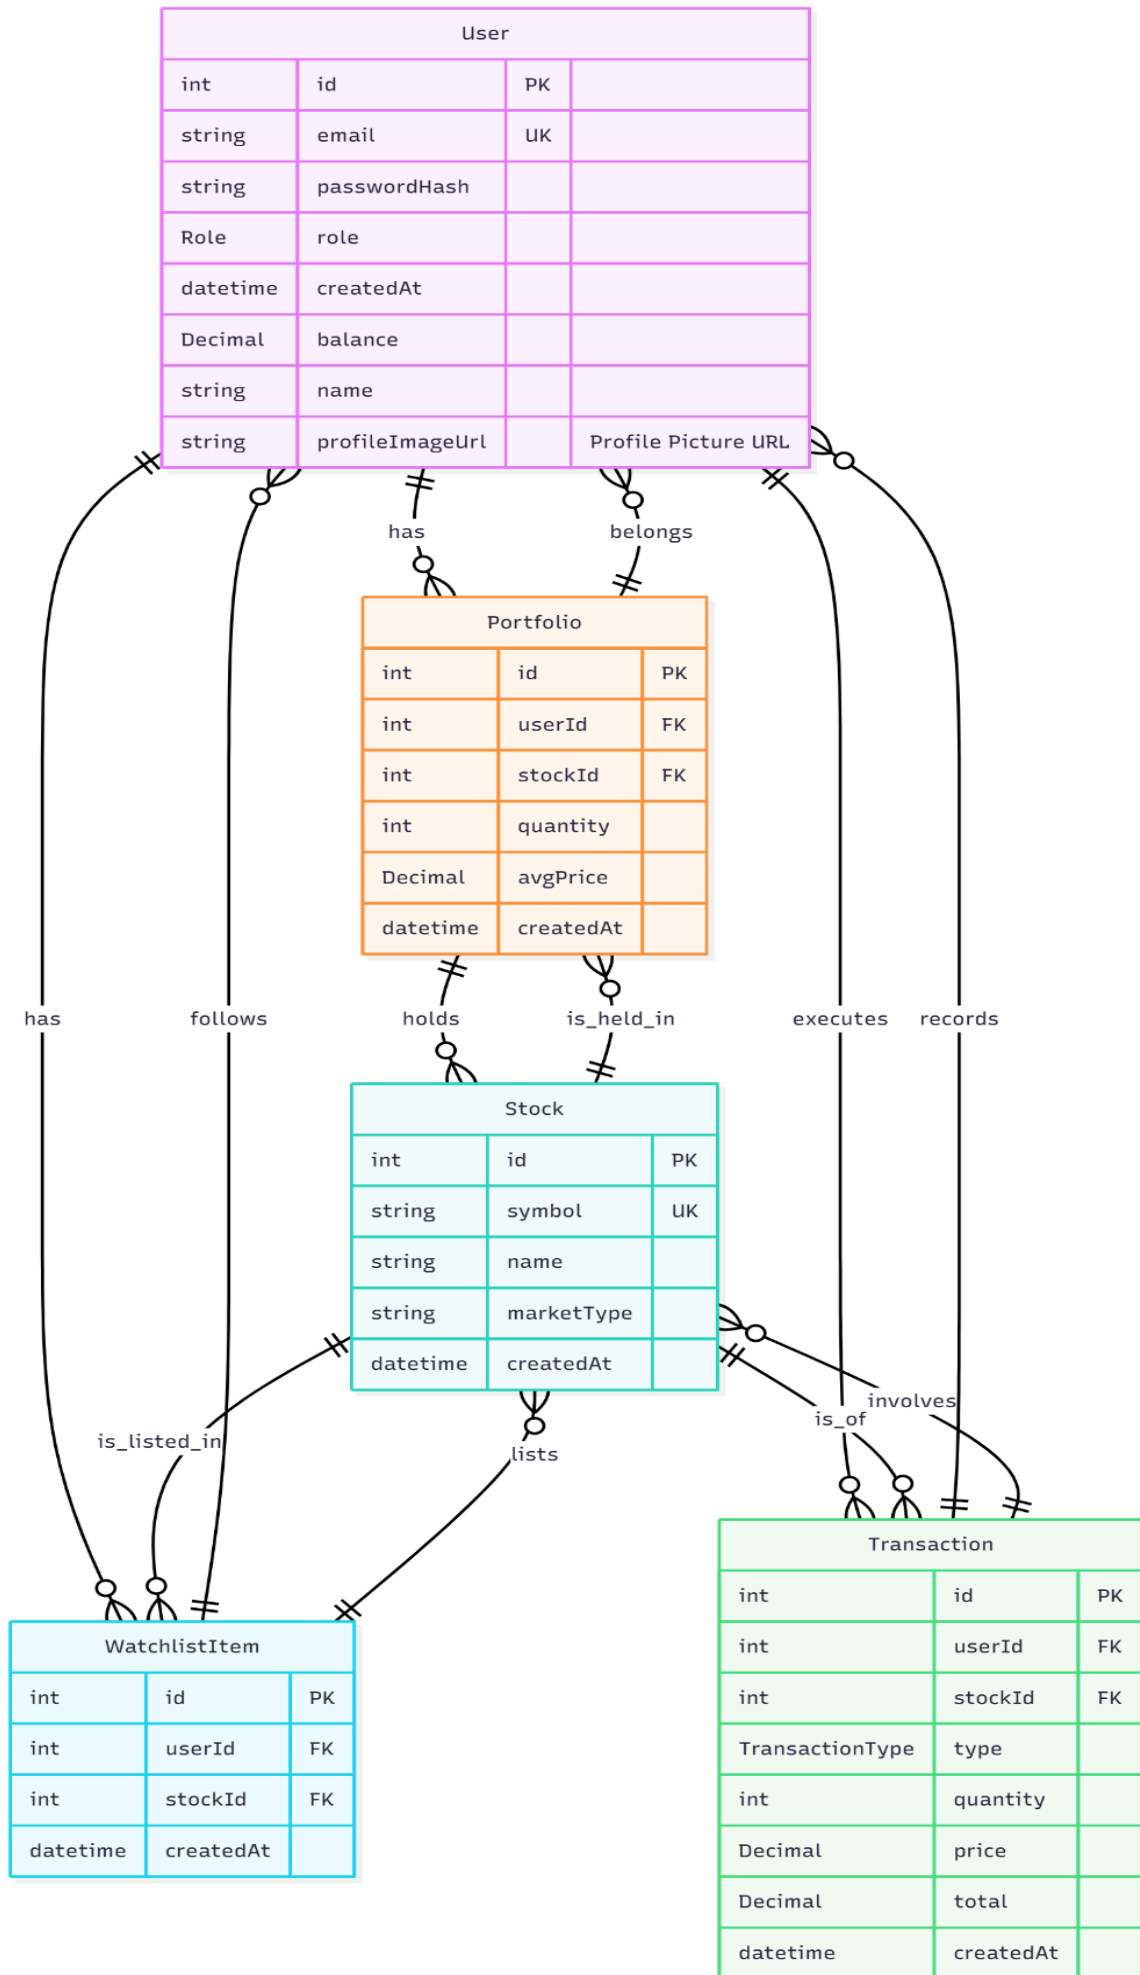 User
int id PK
string email UK
string passwordHash
Role role
datetime createdAt
Decimal balance
string name
string profileImageUrl Profile Picture URL
has belongs
Portfolio
int id PK
int userId FK
int stockId FK
int quantity
Decimal avgPrice
datetime createdAt
has follows holds is_held_in executes records
Stock
int id PK
string symbol UK
string name
string marketType
datetime createdAt
involves
is_of
is_listed_in
lists
Transaction
int id PK
int userId FK
int stockId FK
TransactionType type
int quantity
Decimal price
Decimal total
datetime createdAt
WatchlistItem
int id PK
int userId FK
int stockId FK
datetime createdAt